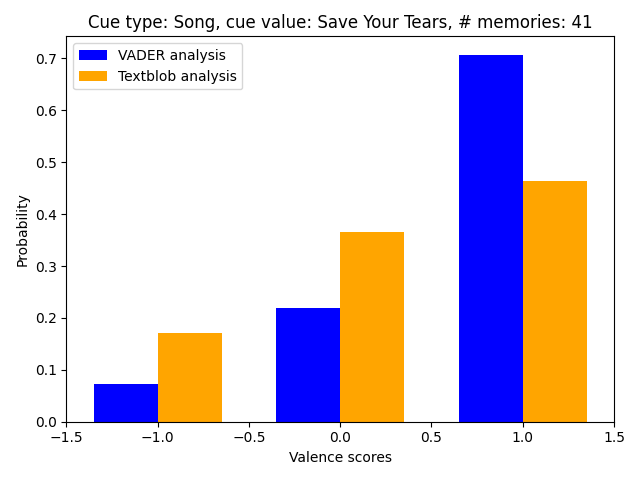 Cue type: Song, cue value: Save Your Tears, # memories: 41
VADER analysis
Textblob analysis
Probability
0.7
0.6
0.5
0.4
0.3
0.2
0.1
0.0
−1.5 −1.0 −0.5 0.0 0.5 1.0 1.5
Valence scores